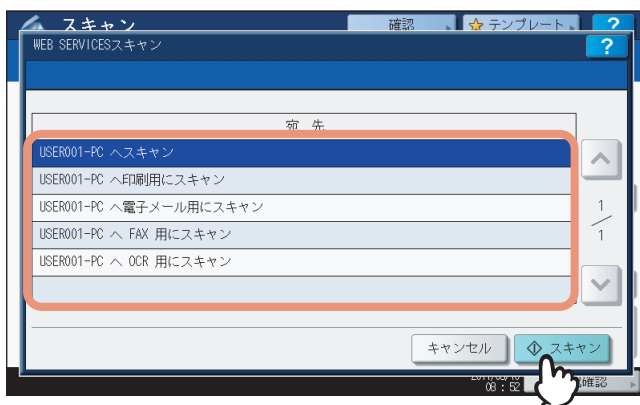 スキャン
確認
テンプレート
?
WEB SERVICESスキャン
?
宛 先
USER001-PC へスキャン
USER001-PC へ印刷用にスキャン
USER001-PC へ電子メール用にスキャン
USER001-PC へ FAX 用にスキャン
USER001-PC へ OCR 用にスキャン
1
1
キャンセル
スキャン
08 : 52
確認